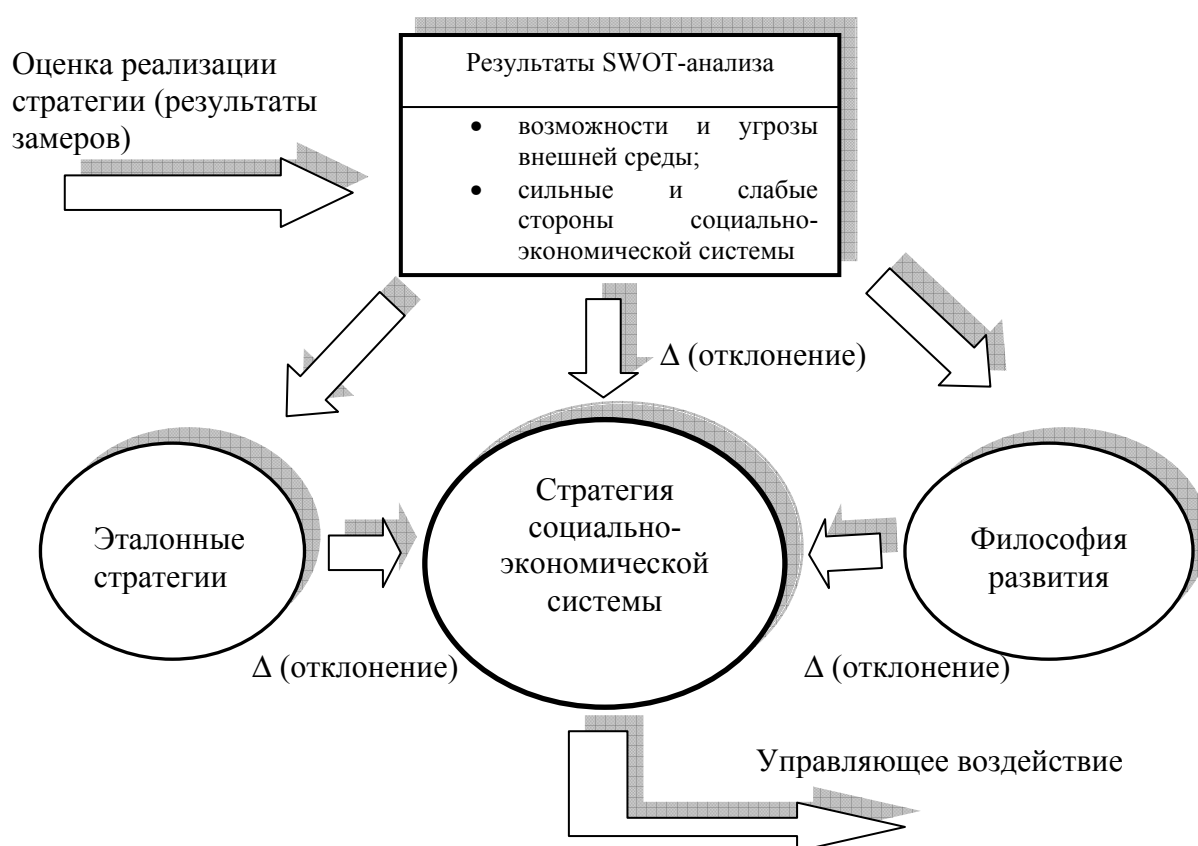 Оценка реализации
стратегии (результаты
замеров)
Результаты SWOT-анализа
• возможности и угрозы
внешней среды;
• сильные и слабые
стороны социально-
экономической системы
Δ (отклонение)
Эталонные
стратегии
Стратегия
социально-
экономической
системы
Философия
развития
Δ (отклонение)
Δ (отклонение)
Управляющее воздействие